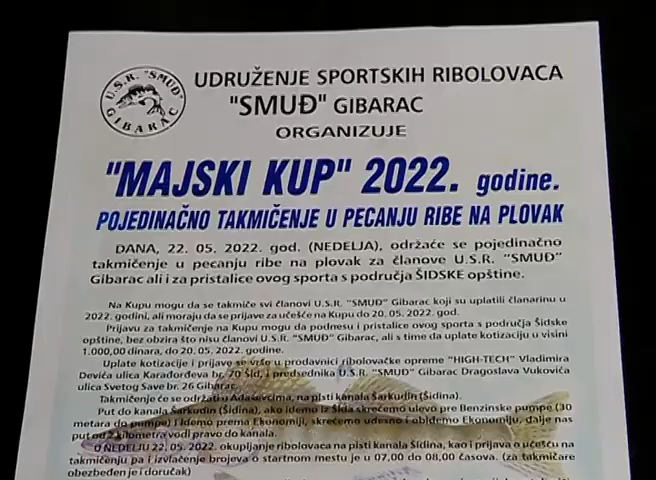 U.S.R. "SMUĐ"
GIBARAC
UDRUŽENJE SPORTSKIH RIBOLOVACA
"SMUĐ" GIBARAC
ORGANIZUJE
"MAJSKI KUP" 2022. godine.
POJEDINAČNO TAKMIČENJE U PECANJU RIBE NA PLOVAK
DANA, 22. 05. 2022. god. (NEDELJA), održaće se pojedinačno
takmičenje u pecanju ribe na plovak za članove U.S.R. "SMUĐ"
Gibarac ali i za pristalice ovog sporta s područja ŠIDSKE opštine.
Na Kupu mogu da se takmiče svi članovi U.S.R. "SMUĐ" Gibarac koji su uplatili članarinu u
2022. godini, ali moraju da se prijave za učešće na Kupu do 20. 05. 2022. god.
Prijavu za takmičenje na Kupu mogu da podnesu i pristalice ovog sporta s područja Šidske
opštine, bez obzira što nisu članovi U.S.R. "SMUĐ" Gibarac, ali s time da uplate kotizaciju u visini
1.000,00 dinara, do 20. 05. 2022. godine.
Uplate kotizacije i prijave se vrše u prodavnici ribolovačke opreme "HIGH-TECH" Vladimira
Devića ulica Karađorđeva br. 70 Šid, i predsednika U.S.R. "SMUĐ" Gibarac Dragoslava Vukovića
ulica Svetog Save br. 26 Gibarac.
Takmičenje će se održati u Adaševcima, na pisti kanala Šarkudin (Šidina).
Put do kanala Šarkudin (Šidina), ako idemo iz Šida skrećemo ulevo pre Benzinske pumpe (30
metara do pumpe) i idemo prema Ekonomiji, skrećemo udesno i obiđemo Ekonomiju, dalje nas
put od 2 kilometra vodi pravo do kanala.
U NEDELJU 22. 05. 2022. okupljanje ribolovaca na pisti kanala Šidina, kao i prijava o učešću na
takmičenju pa i izvlačenje brojeva o startnom mestu je u 07,00 do 08,00 časova. (za takmičare
obezbeđen je i doručak)